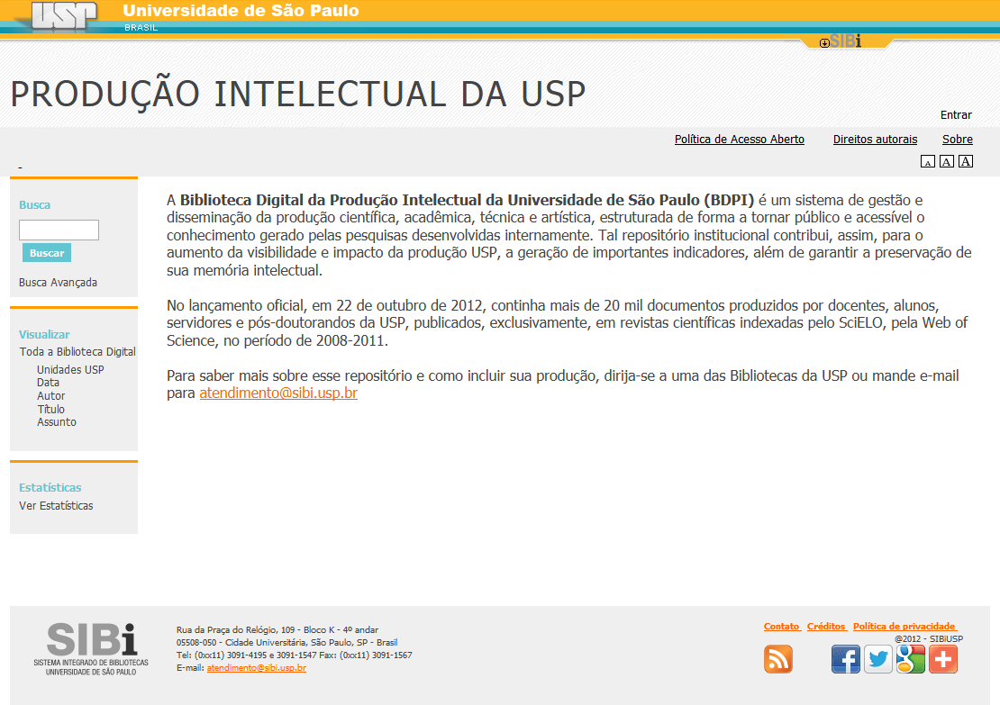 USP
Universidade de São Paulo
BRASIL
SIBi
PRODUÇÃO INTELECTUAL DA USP
Entrar
Política de Acesso Aberto Direitos autorais Sobre
A A A
-
Busca
Buscar
Busca Avançada
Visualizar
Toda a Biblioteca Digital
Unidades USP
Data
Autor
Título
Assunto
Estatísticas
Ver Estatísticas
A Biblioteca Digital da Produção Intelectual da Universidade de São Paulo (BDPI) é um sistema de gestão e
disseminação da produção científica, acadêmica, técnica e artística, estruturada de forma a tornar público e acessível o
conhecimento gerado pelas pesquisas desenvolvidas internamente. Tal repositório institucional contribui, assim, para o
aumento da visibilidade e impacto da produção USP, a geração de importantes indicadores, além de garantir a preservação de
sua memória intelectual.
No lançamento oficial, em 22 de outubro de 2012, continha mais de 20 mil documentos produzidos por docentes, alunos,
servidores e pós-doutorandos da USP, publicados, exclusivamente, em revistas científicas indexadas pelo SciELO, pela Web of
Science, no período de 2008-2011.
Para saber mais sobre esse repositório e como incluir sua produção, dirija-se a uma das Bibliotecas da USP ou mande e-mail
para atendimento@sibi.usp.br
SIBi
SISTEMA INTEGRADO DE BIBLIOTECAS
UNIVERSIDADE DE SÃO PAULO
Rua da Praça do Relógio, 109 - Bloco K - 4º andar
05508-050 - Cidade Universitária, São Paulo, SP - Brasil
Tel: (0xx11) 3091-4195 e 3091-1547 Fax: (0xx11) 3091-1567
E-mail: atendimento@sibi.usp.br
Contato Créditos Política de privacidade
@2012 - SIBiUSP